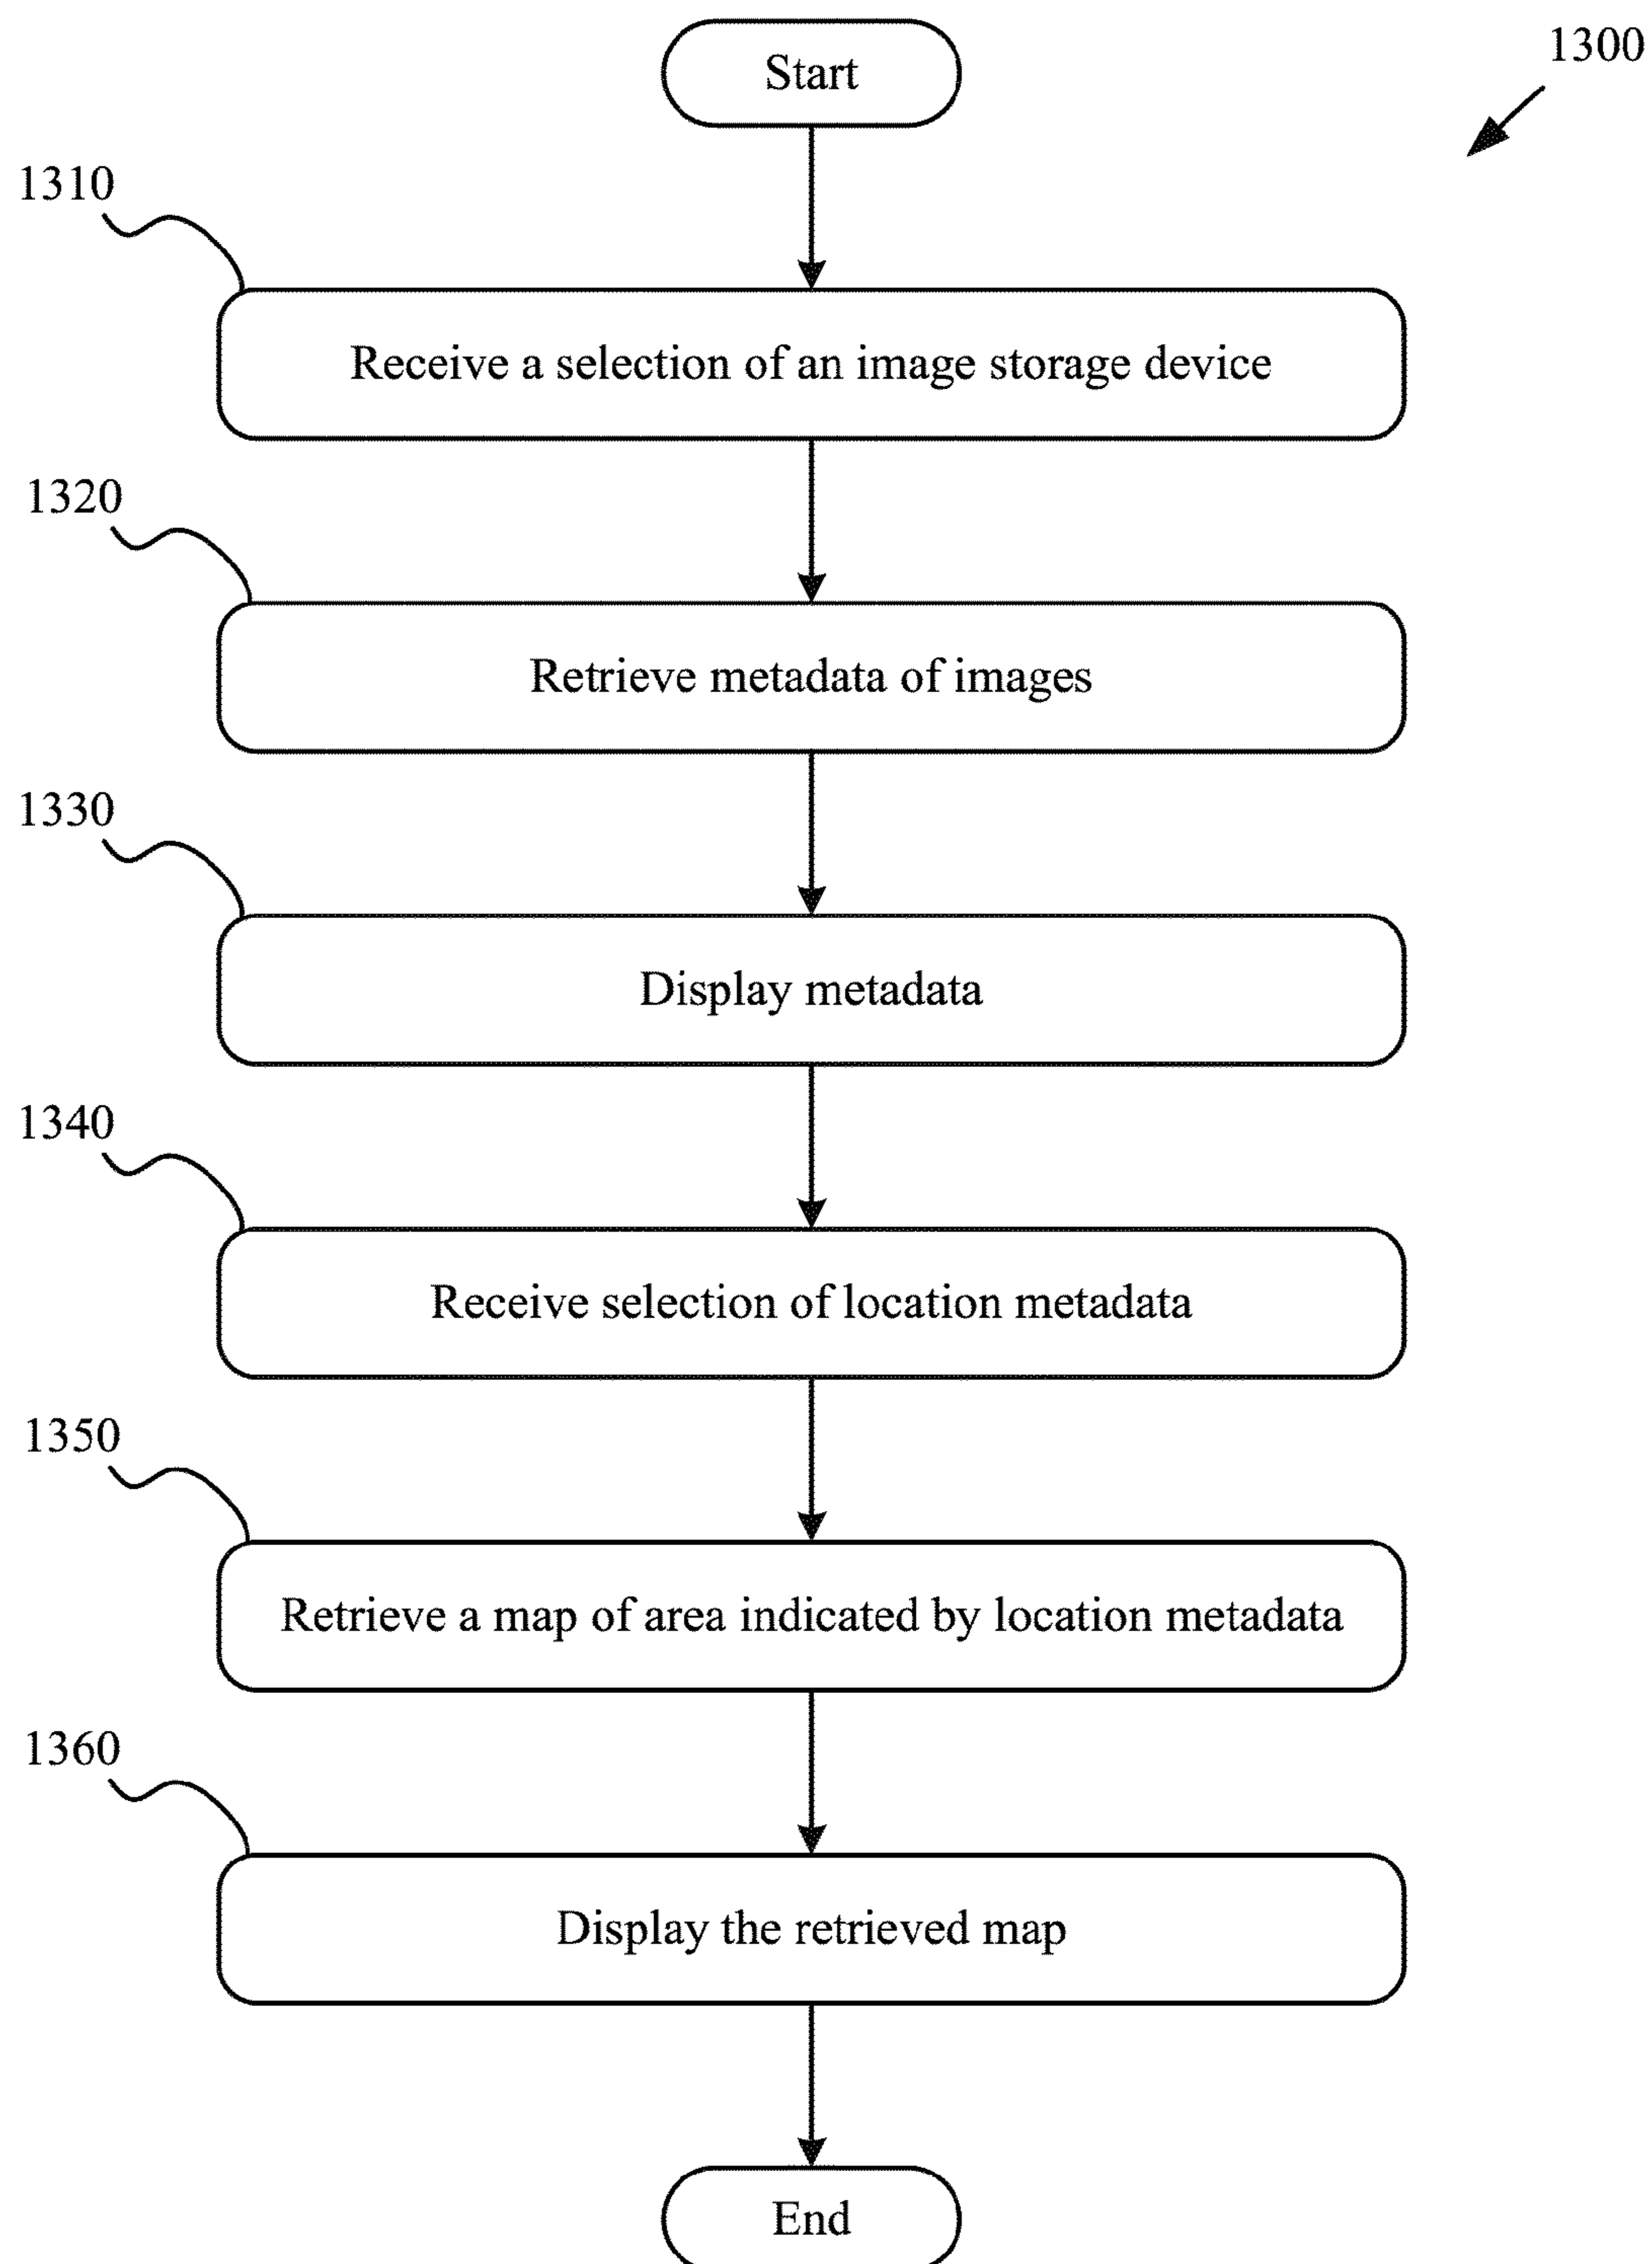 Start
1300
1310
Receive a selection of an image storage device
1320
Retrieve metadata of images
1330
Display metadata
1340
Receive selection of location metadata
1350
Retrieve a map of area indicated by location metadata
1360
Display the retrieved map
End